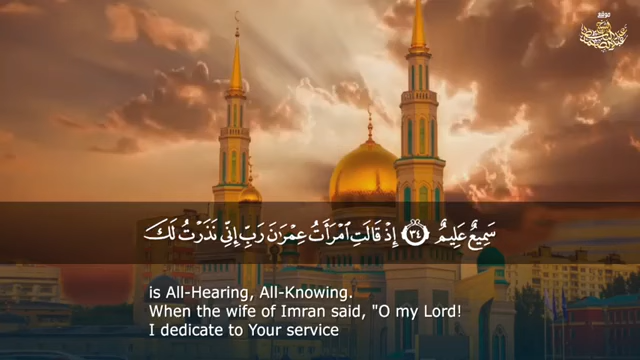 سَمِيعٌ عَلِيمٌ ﴿٣٤﴾ إِذْ قَالَتِ ٱمْرَأَتُ عِمْرَٰنَ رَبِّ إِنِّي نَذَرْتُ لَكَ
is All-Hearing, All-Knowing.
When the wife of Imran said, "O my Lord!
I dedicate to Your service